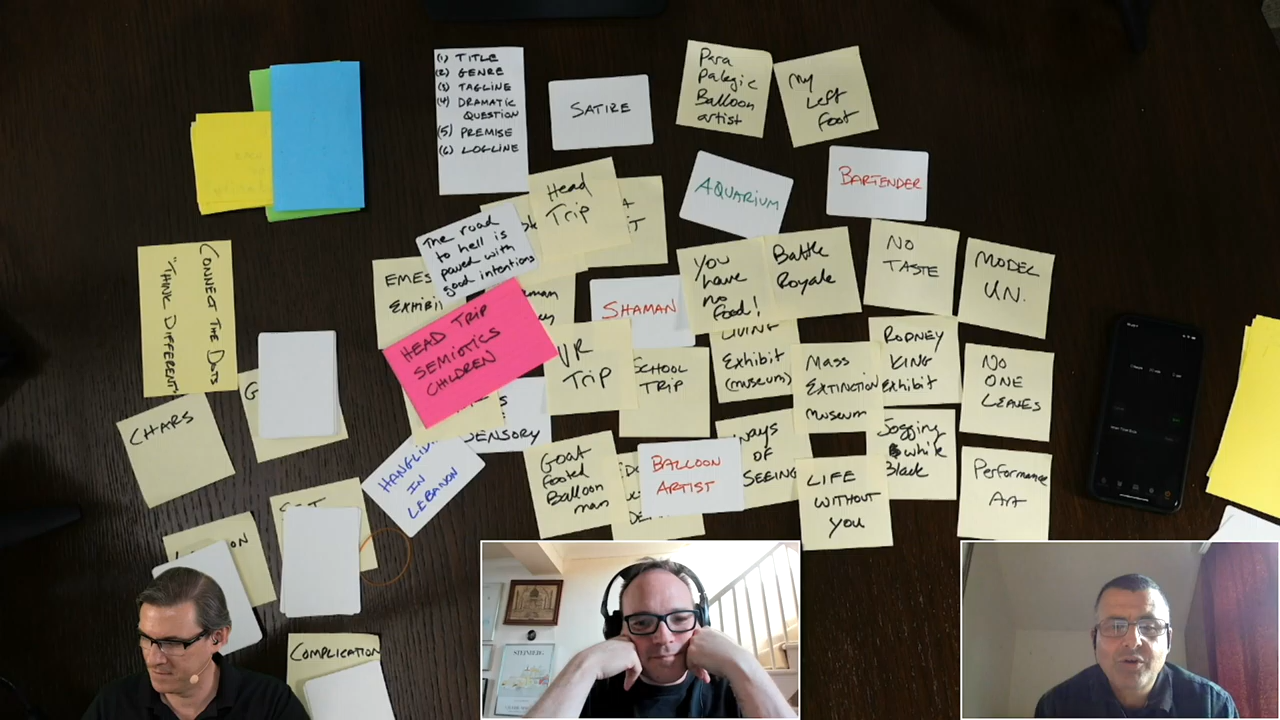 (1) TITLE
(2) GENRE
(3) TAGLINE
(4) DRAMATIC
QUESTION
(5) PREMISE
(6) LOGLINE
SATIRE
Para
Palegic
Balloon
artist
My
Left
Foot
AQUARIUM
BARTENDER
Head
Trip
The road
to hell is
paved with
good intentions
CONNECT THE DOTS
"THINK DIFFERENT"
HEAD TRIP
SEMIOTICS
CHILDREN
SHAMAN
You
have
no
food!
Battle
Royale
NO
TASTE
MODEL
U.N.
VR
Trip
SCHOOL
TRIP
LIVING
Exhibit
(museum)
MASS
EXTINCTION
MUSEUM
RODNEY
KING
Exhibit
NO
ONE
LEAVES
CHARS
IN
LEBANON
GOAT
footed
Balloon
man
BALLOON
ARTIST
WAYS
OF
SEEING
LIFE
WITHOUT
YOU
Jogging
white
Black
Performance
Art
COMPLICATION
STEINBERG